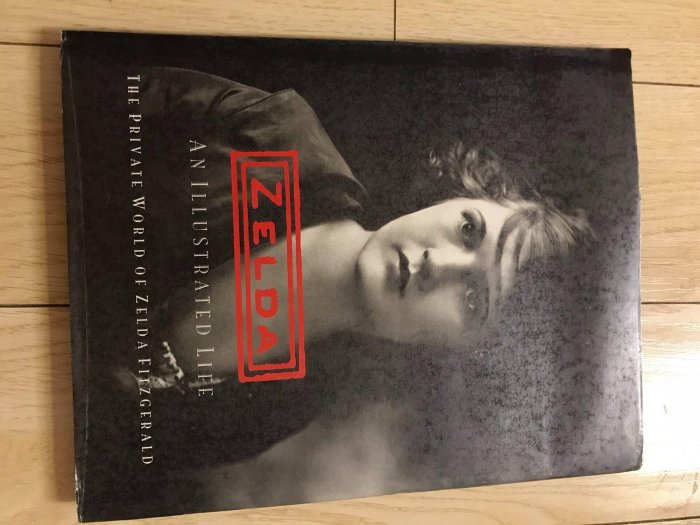 ZELDA
AN ILLUSTRATED LIFE
THE PRIVATE WORLD OF ZELDA FITZGERALD